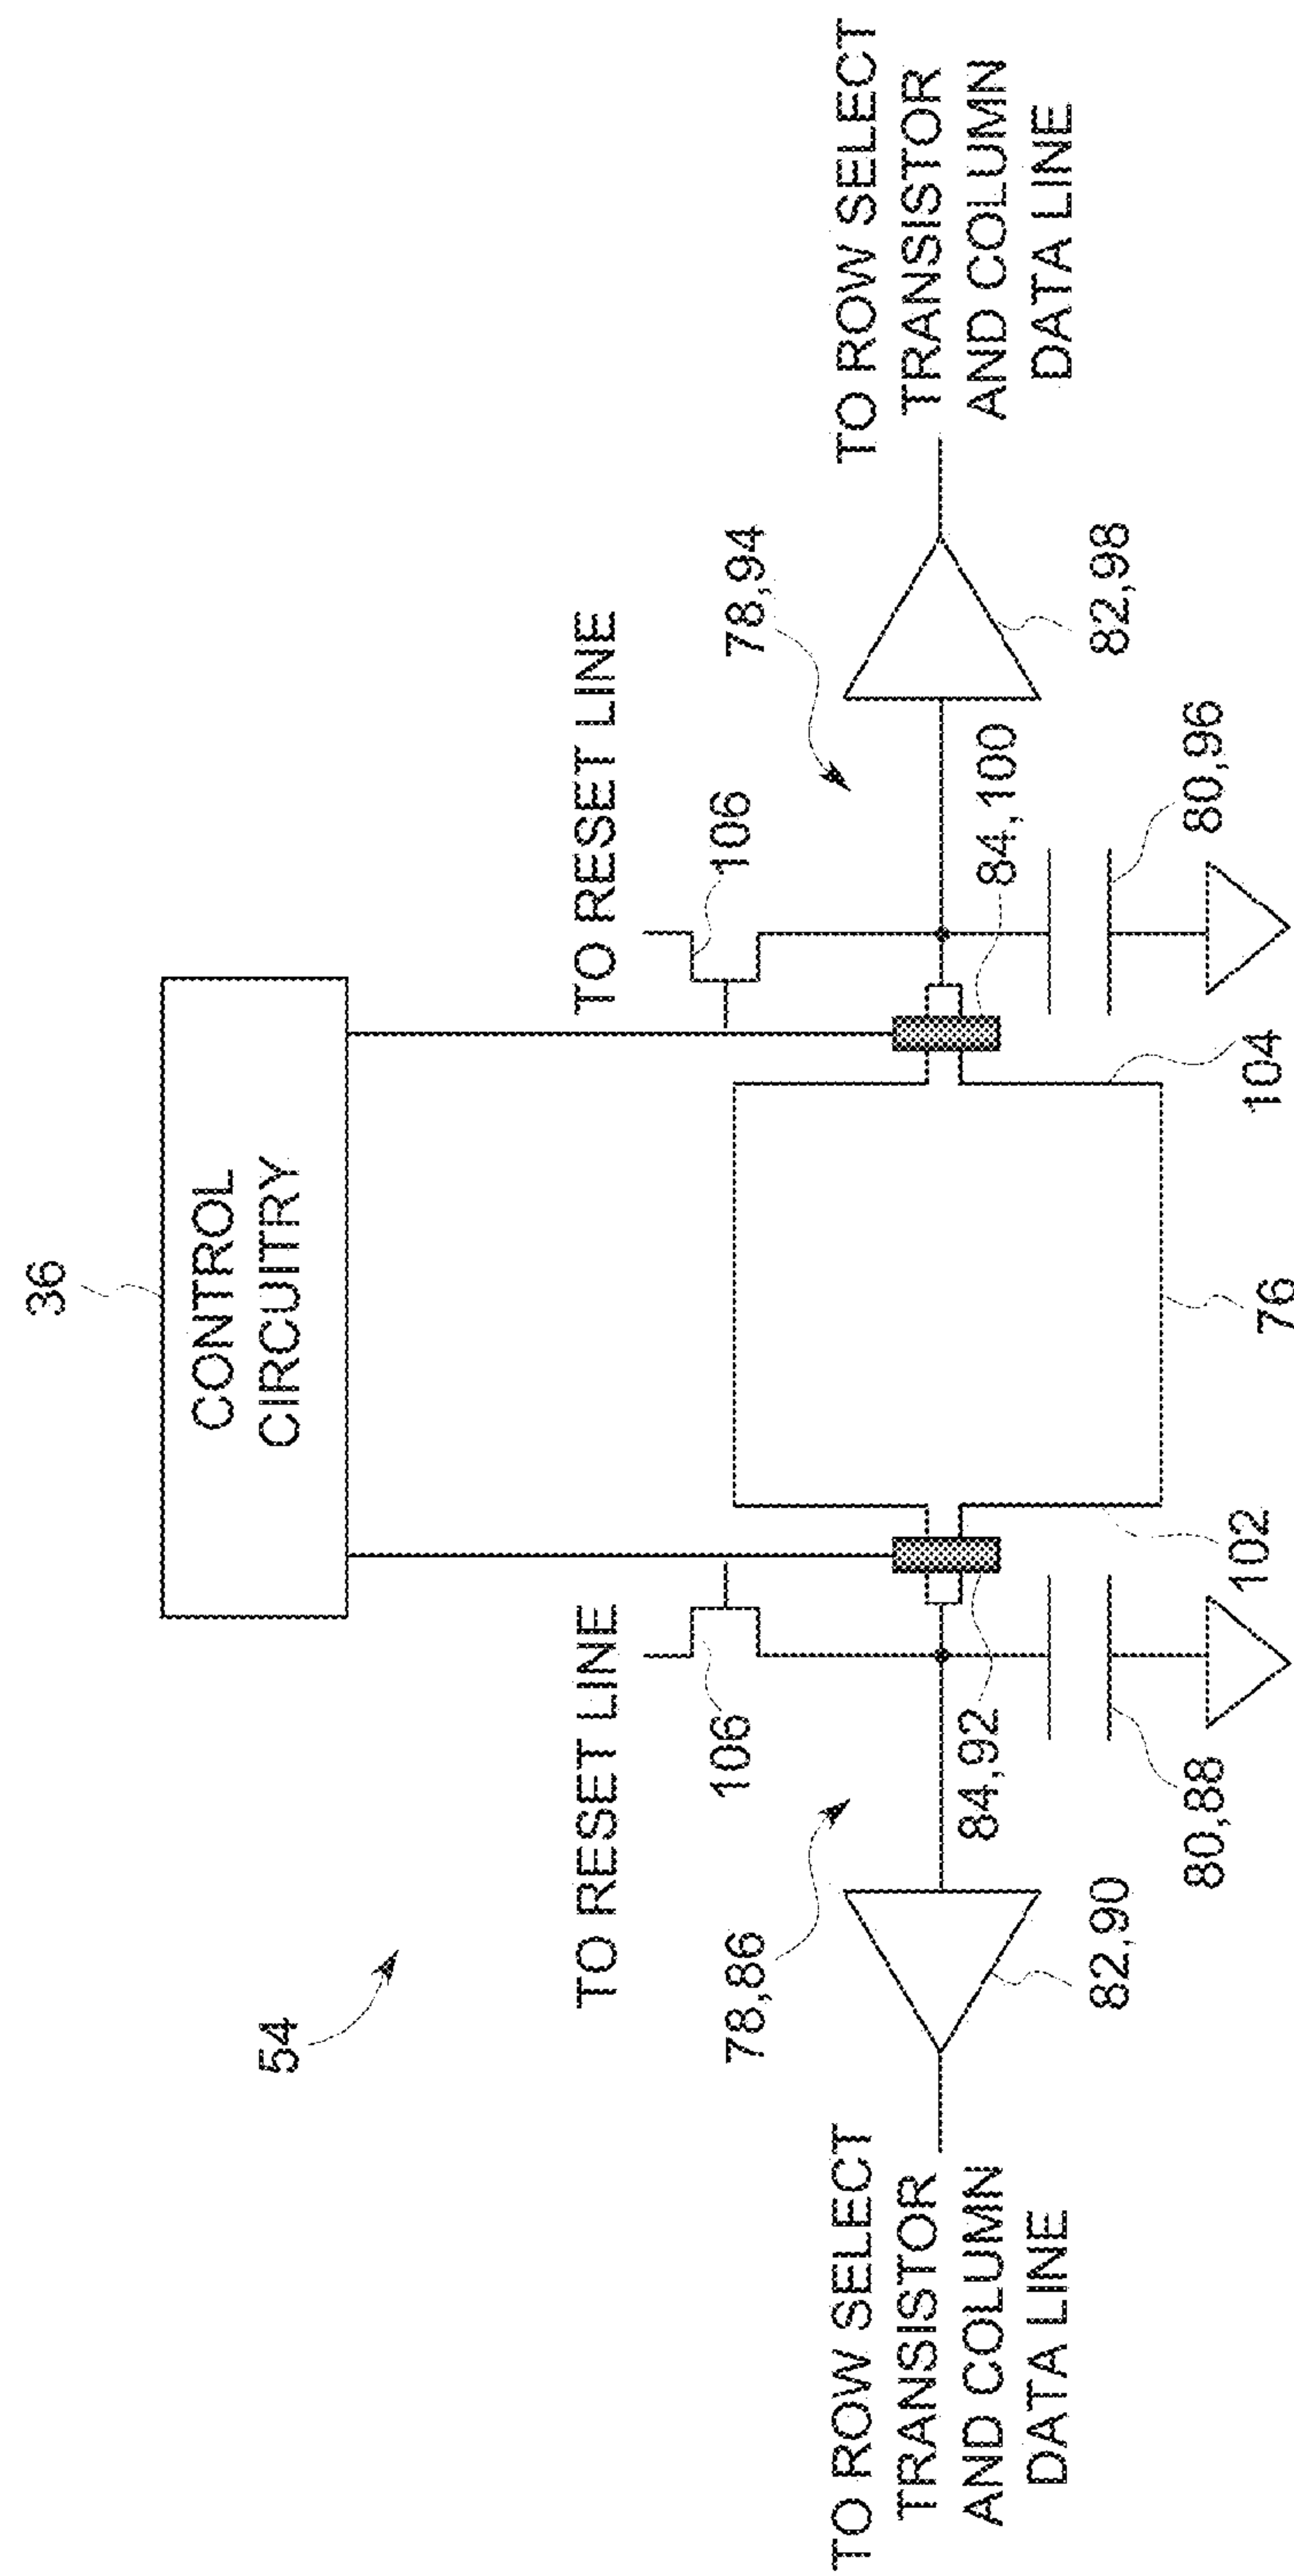 36
CONTROL
CIRCUITRY
54
TO RESET LINE
TO RESET LINE
106
106
78,86
78,94
TO ROW SELECT
TRANSISTOR
AND COLUMN
DATA LINE
TO ROW SELECT
TRANSISTOR
AND COLUMN
DATA LINE
84,92
84,100
82,90
82,98
80,88
80,96
102
76
104